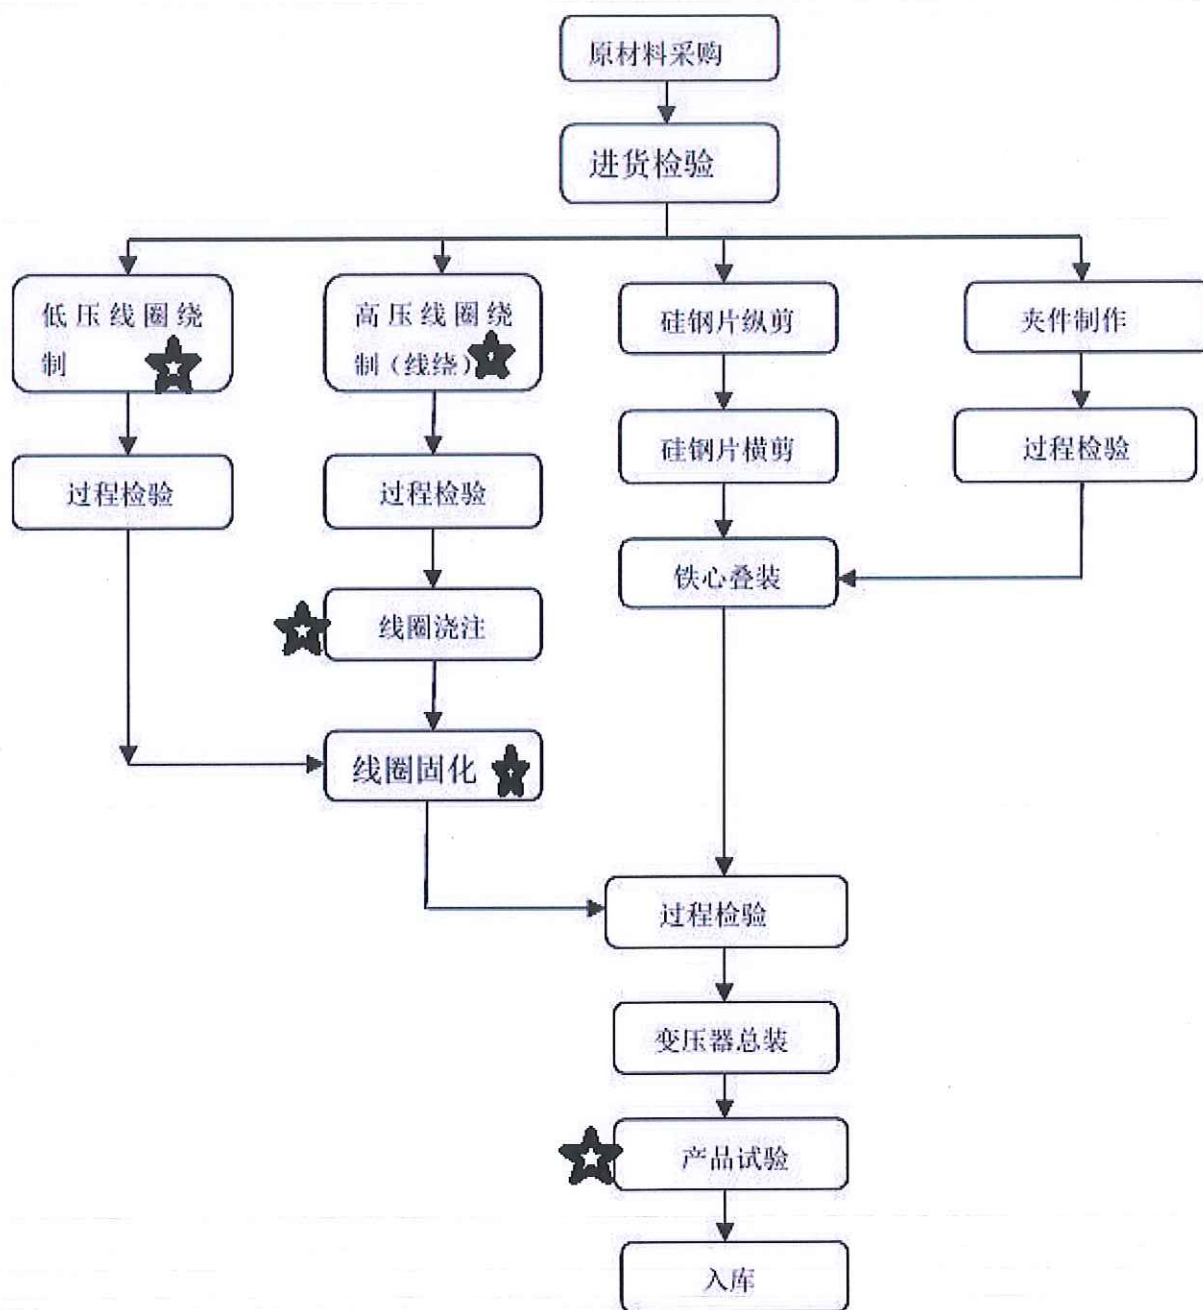 原材料采购
进货检验
低压线圈绕
制
高压线圈绕
制(线绕)
硅钢片纵剪
夹件制作
过程检验
过程检验
硅钢片横剪
过程检验
铁心叠装
线圈浇注
线圈固化
过程检验
变压器总装
产品试验
入库